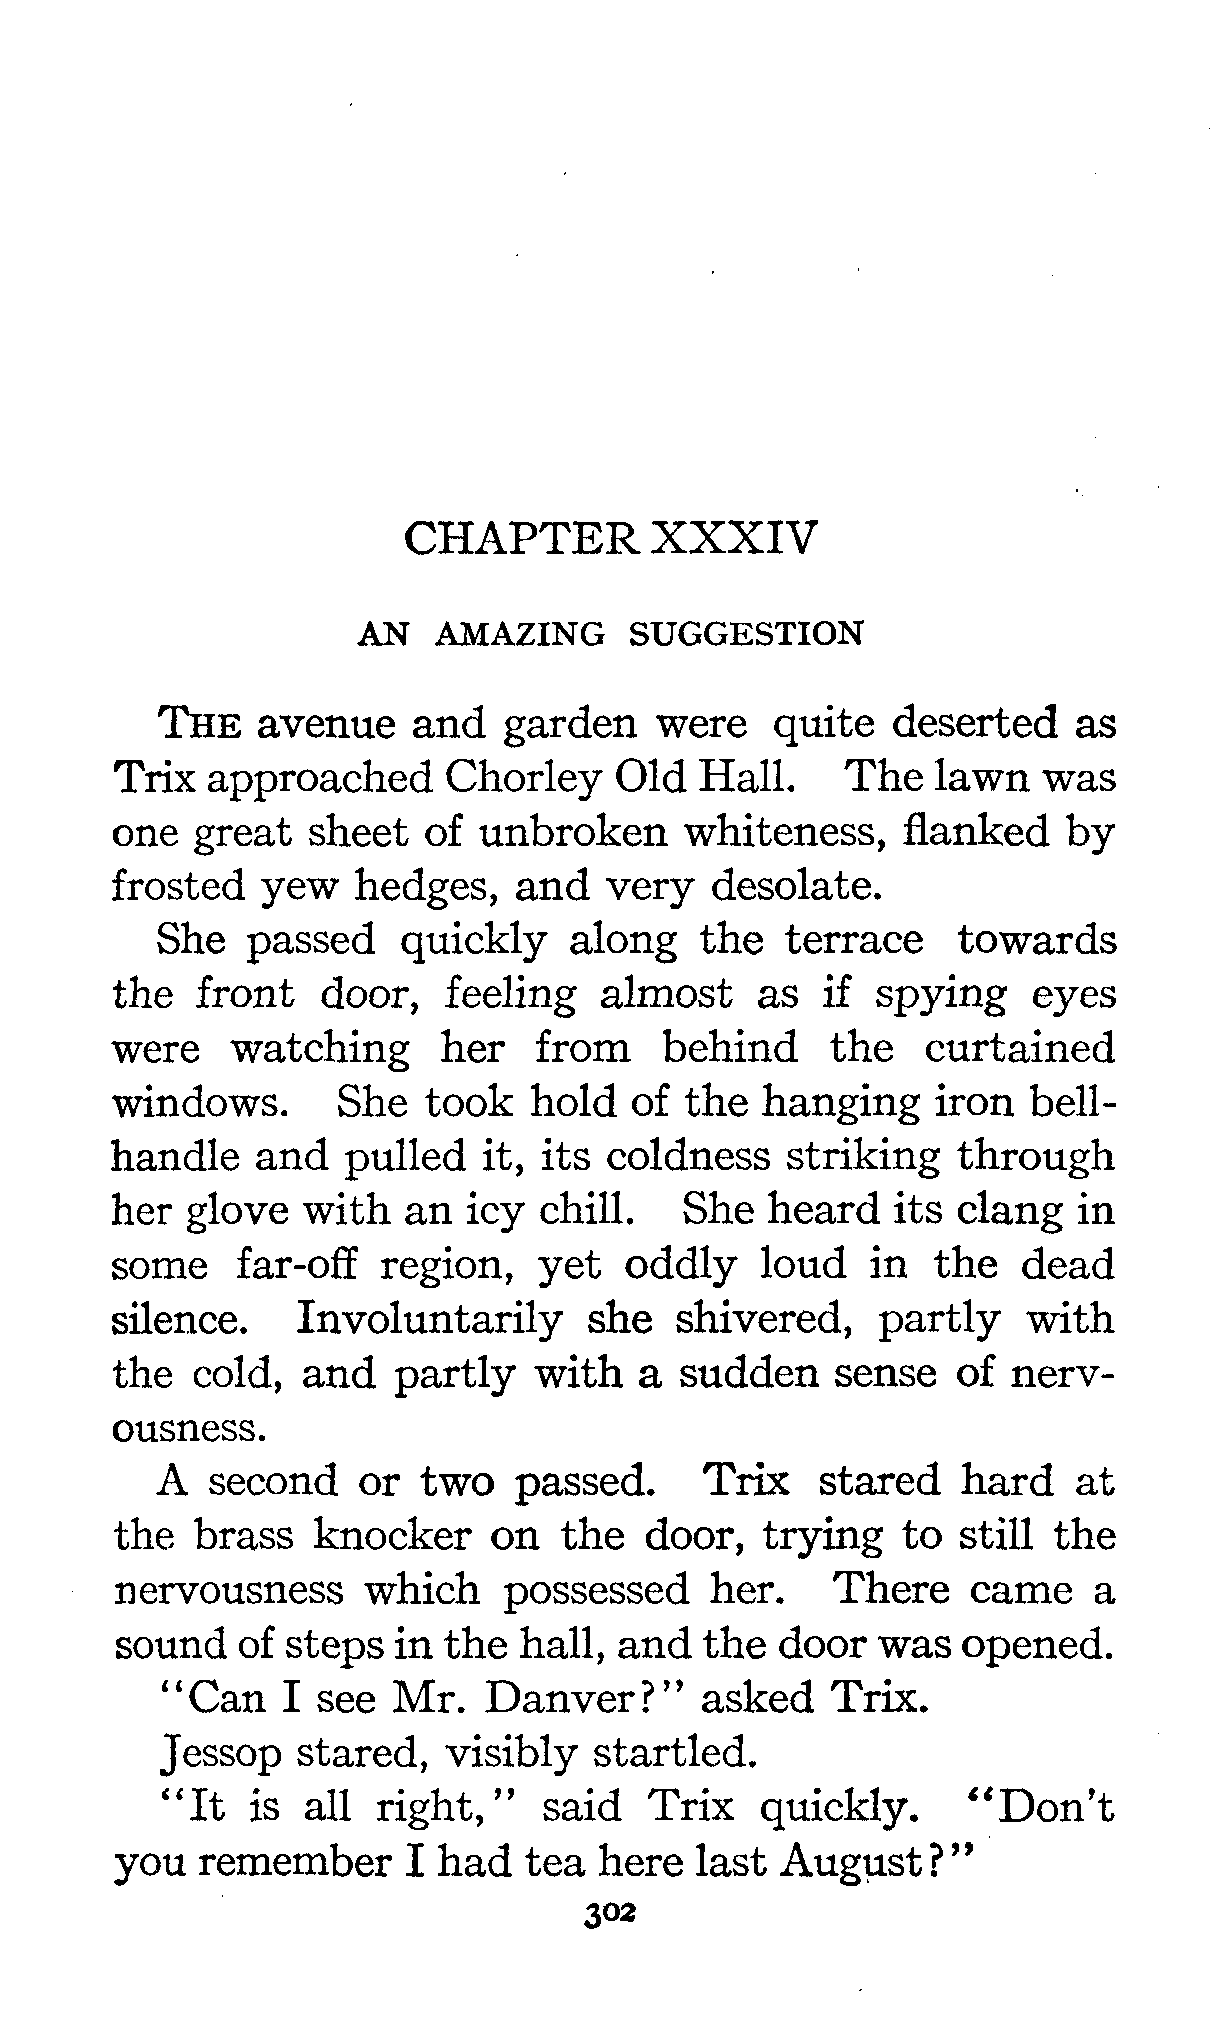 CHAPTER XXXIV
AN AMAZING SUGGESTION
THE avenue and garden were quite deserted as
Trix approached Chorley Old Hall. The lawn was
one great sheet of unbroken whiteness, flanked by
frosted yew hedges, and very desolate.
She passed quickly along the terrace towards
the front door, feeling almost as if spying eyes
were watching her from behind the curtained
windows. She took hold of the hanging iron bell-
handle and pulled it, its coldness striking through
her glove with an icy chill. She heard its clang in
some far-off region, yet oddly loud in the dead
silence. Involuntarily she shivered, partly with
the cold, and partly with a sudden sense of nerv-
ousness.
A second or two passed. Trix stared hard at
the brass knocker on the door, trying to still the
nervousness which possessed her. There came a
sound of steps in the hall, and the door was opened.
"Can I see Mr. Danver?" asked Trix.
Jessop stared, visibly startled.
"It is all right," said Trix quickly. "Don't
you remember I had tea here last August?"
302